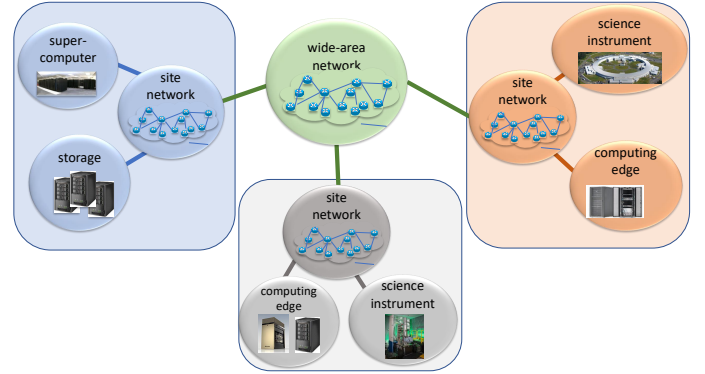 super-
computer
site
network
storage
wide-area
network
site
network
computing
edge
science
instrument
science
instrument
site
network
computing
edge